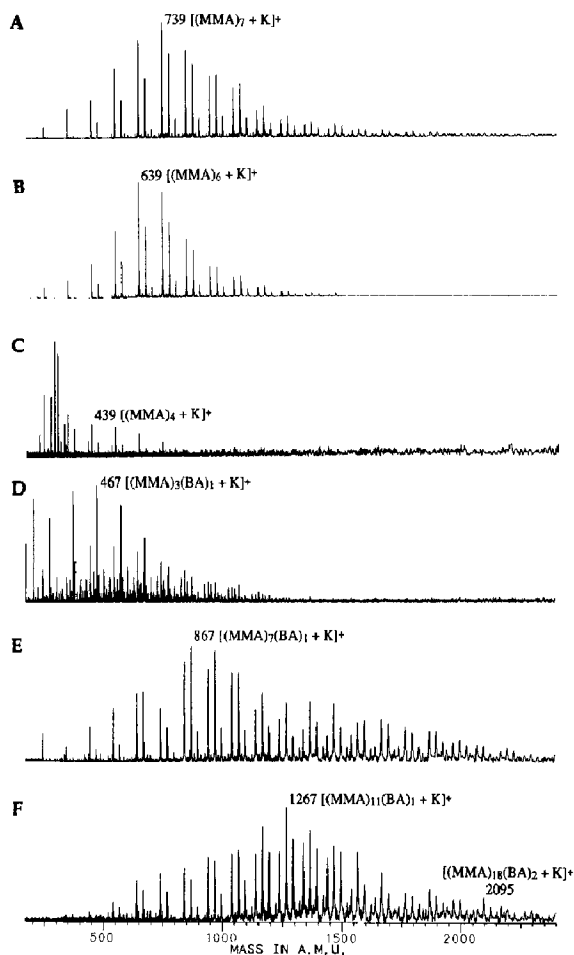 A
739 [(MMA)7 + K]+
B
639 [(MMA)6 + K]+
C
439 [(MMA)4 + K]+
D
467 [(MMA)3(BA)1 + K]+
E
867 [(MMA)7(BA)1 + K]+
F
1267 [(MMA)11(BA)1 + K]+
[(MMA)18(BA)2 + K]+
2095
500 1000 1500 2000
MASS IN A.M.U.